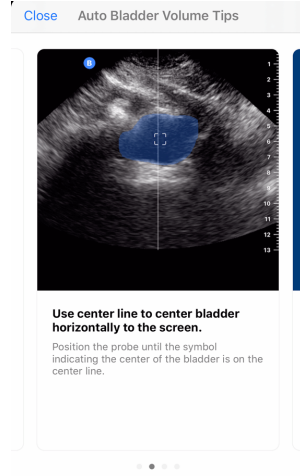 Close Auto Bladder Volume Tips
B
1
2
3
4
5
6
7
8
9
10
11
12
13
Use center line to center bladder
horizontally to the screen.
Position the probe until the symbol
indicating the center of the bladder is on the
center line.